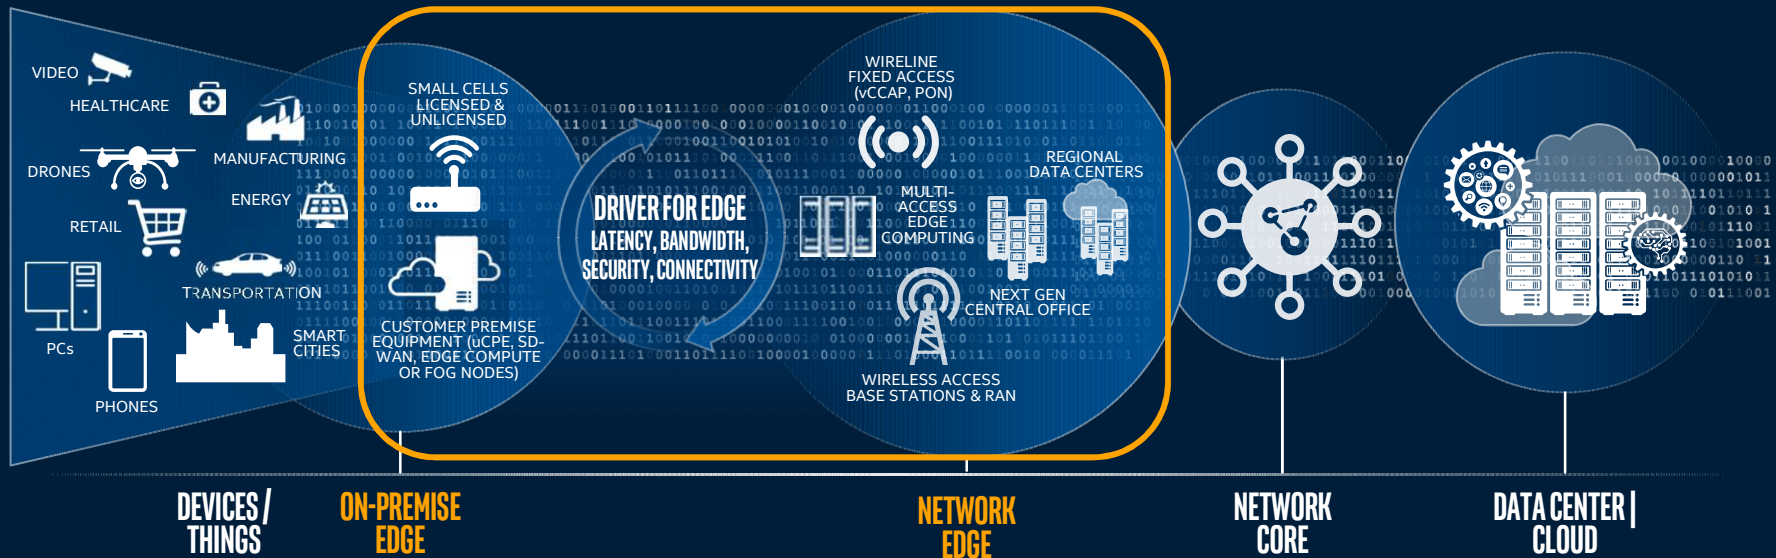 VIDEO
HEALTHCARE
DRONES
MANUFACTURING
ENERGY
RETAIL
TRANSPORTATION
PCs
SMART
CITIES
PHONES
SMALL CELLS
LICENSED &
UNLICENSED
CUSTOMER PREMISE
EQUIPMENT (uCPE, SD-
WAN, EDGE COMPUTE
OR FOG NODES)
DRIVER FOR EDGE
LATENCY, BANDWIDTH,
SECURITY, CONNECTIVITY
WIRELINE
FIXED ACCESS
(vCCAP, PON)
MULTI-
ACCESS
EDGE
COMPUTING
REGIONAL
DATA CENTERS
NEXT GEN
CENTRAL OFFICE
WIRELESS ACCESS
BASE STATIONS & RAN
DEVICES /
THINGS
ON-PREMISE
EDGE
NETWORK
EDGE
NETWORK
CORE
DATA CENTER |
CLOUD